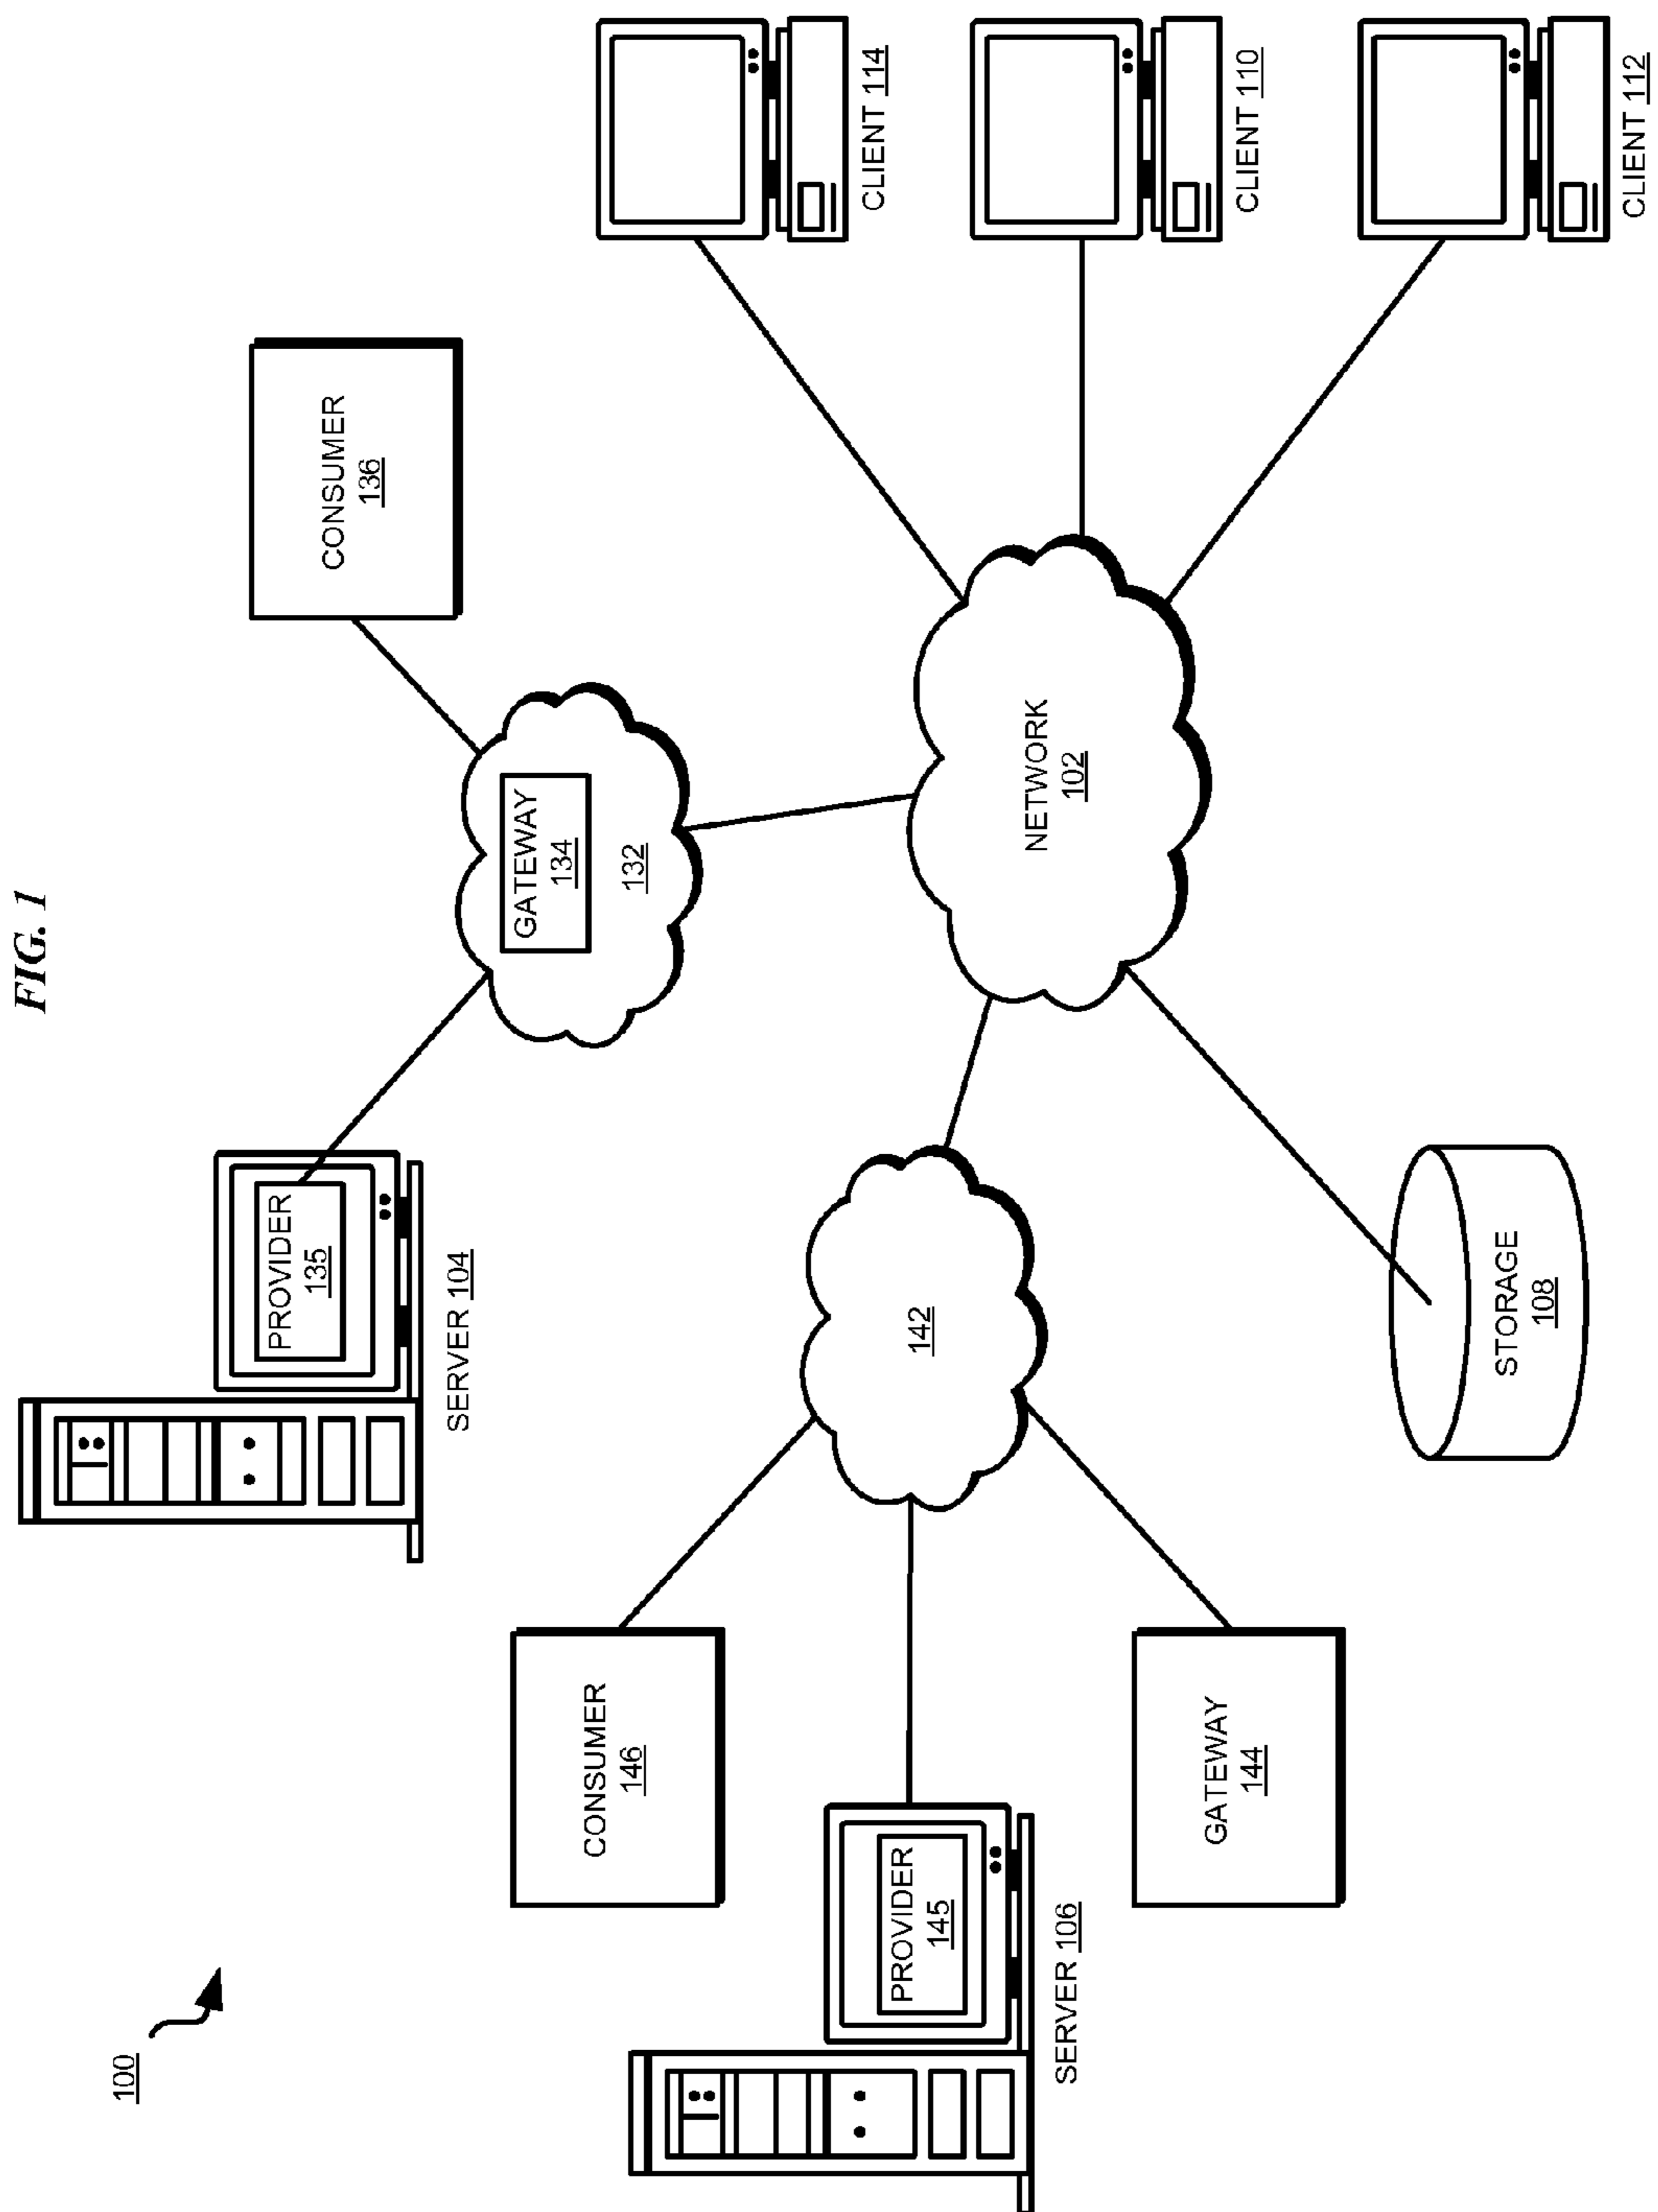 FIG. 1
100
SERVER 104
PROVIDER
135
CONSUMER
136
GATEWAY
134
132
CONSUMER
146
PROVIDER
145
SERVER 106
GATEWAY
144
142
NETWORK
102
STORAGE
108
CLIENT 114
CLIENT 110
CLIENT 112